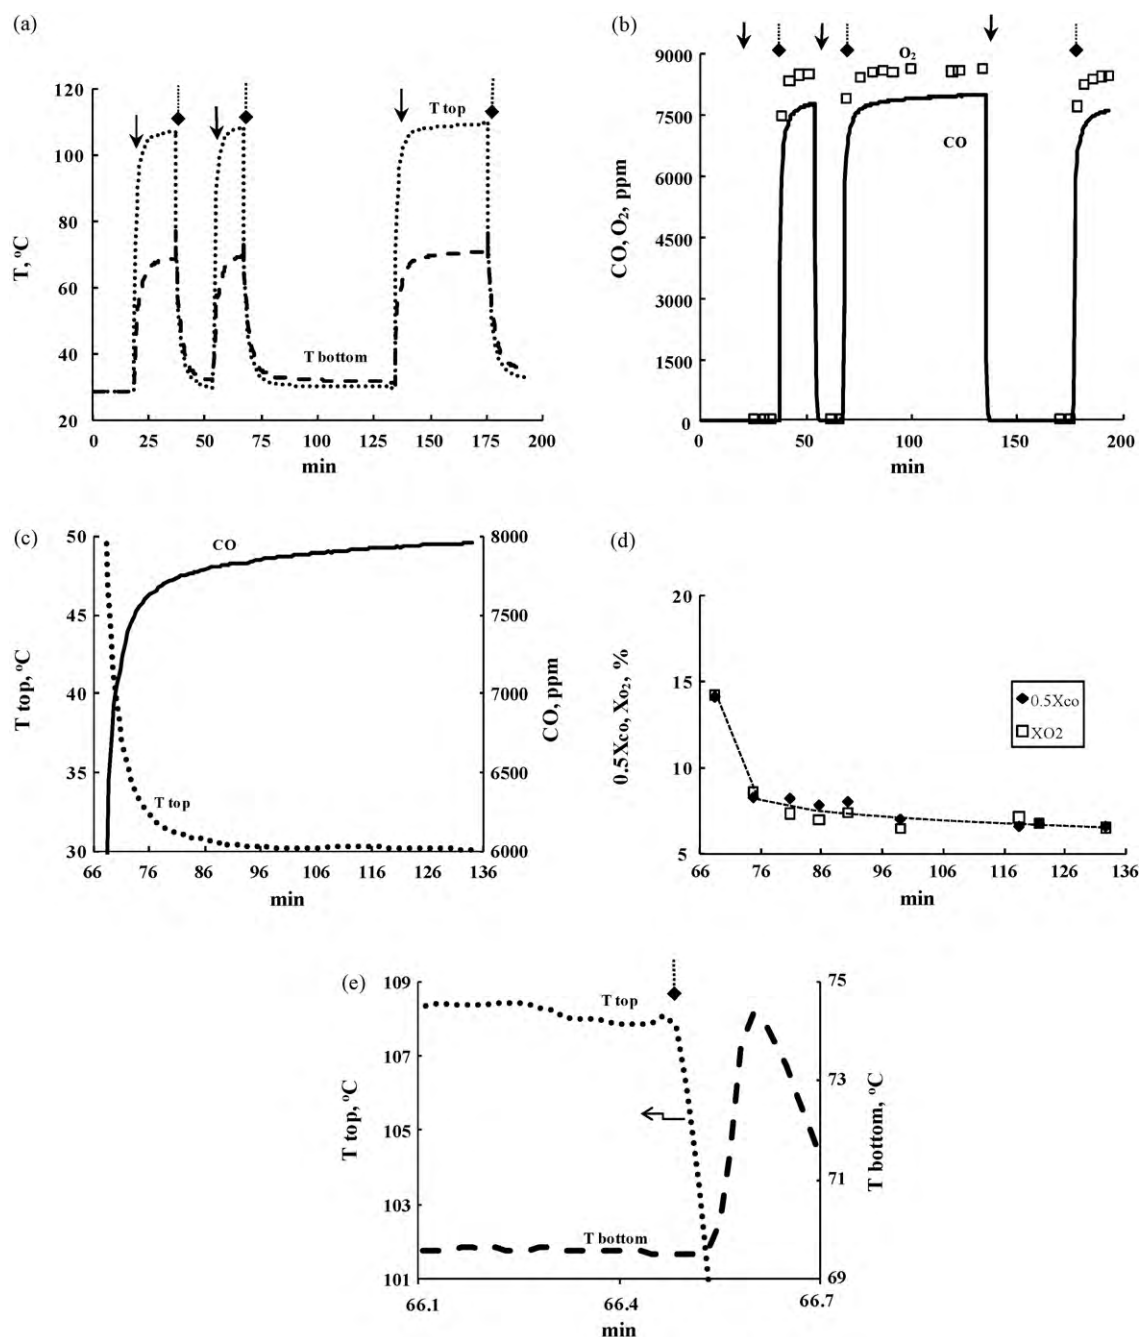 (a)
T, °C
120
100
80
60
40
20
T top
T bottom
0 25 50 75 100 125 150 175 200
min
(b)
CO, O₂, ppm
9000
7500
6000
4500
3000
1500
0
O₂
CO
0 50 100 150 200
min
(c)
T top, °C
50
45
40
35
30
CO
T top
8000
7500
7000
6500
6000
CO, ppm
66 76 86 96 106 116 126 136
min
(d)
0.5Xco, Xo₂, %
20
15
10
5
0.5Xco
XO2
66 76 86 96 106 116 126 136
min
(e)
T top, °C
109
107
105
103
101
T top
T bottom
75
73
71
69
T bottom, °C
66.1 66.4 66.7
min